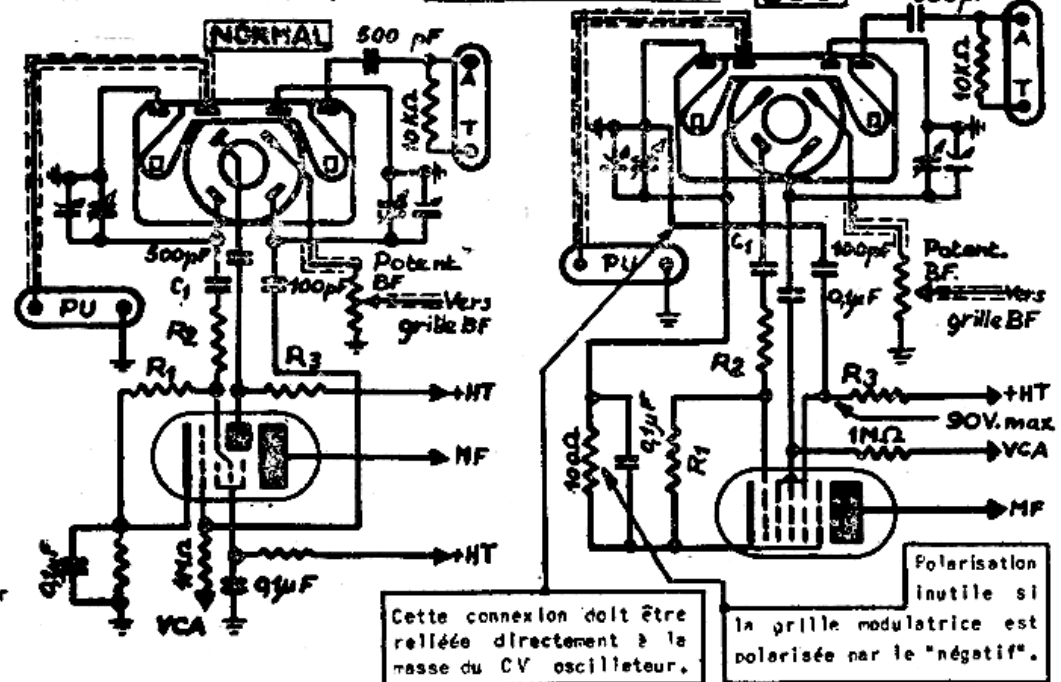 NORMAL
500 pF
A
10KΩ
T
500pF
C1
100pF
Potent.
BF
Vers
grille BF
PU
R2
R1
R3
+HT
MF
0,1µF
1MΩ
VCA
0,1µF
+HT
A
10KΩ
T
PU
C1
100pF
0,1µF
Potent.
BF.
Vers
grille BF
R2
R3
+HT
90V.max
1MΩ
VCA
0,1µF
R1
MF
Cette connexion doit être
reliée directement à la
masse du CV oscillateur.
Polarisation
inutile si
la grille modulatrice est
polarisée par le "négatif".